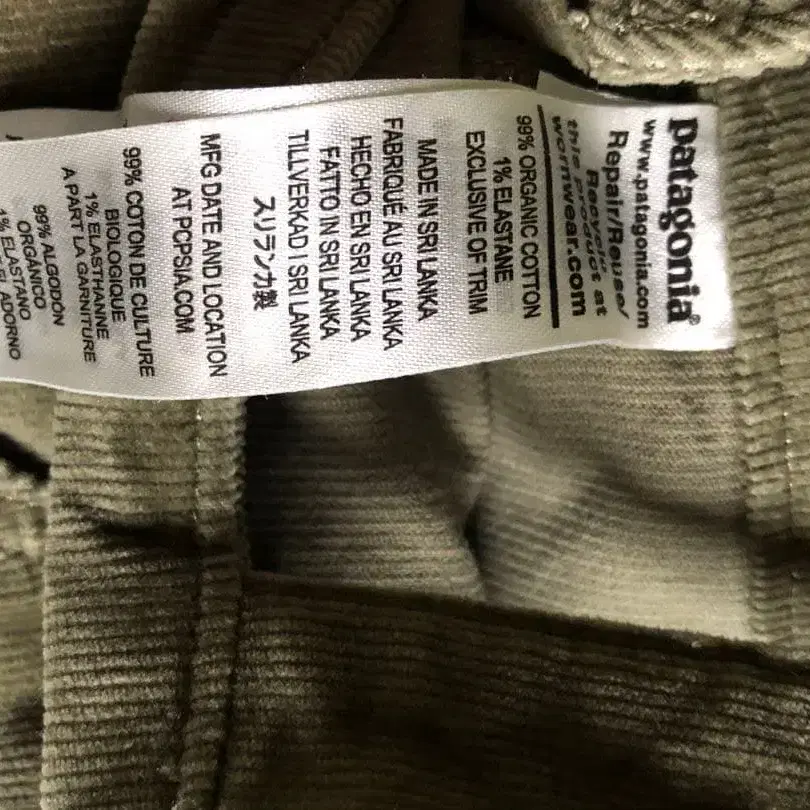 patagonia®
www.patagonia.com
Repair/Reuse/
Recycle
this product at
wornwear.com
99% ORGANIC COTTON
1% ELASTANE
EXCLUSIVE OF TRIM
MADE IN SRI LANKA
FABRIQUÉ AU SRI LANKA
HECHO EN SRI LANKA
FATTO IN SRI LANKA
TILLVERKAD I SRI LANKA
スリランカ製
MFG DATE AND LOCATION
AT PCPSIA.COM
99% COTON DE CULTURE
BIOLOGIQUE
1% ELASTHANNE
A PART LA GARNITURE
99% ALGODÓN
ORGÁNICO
1% ELASTANO
ADORNO